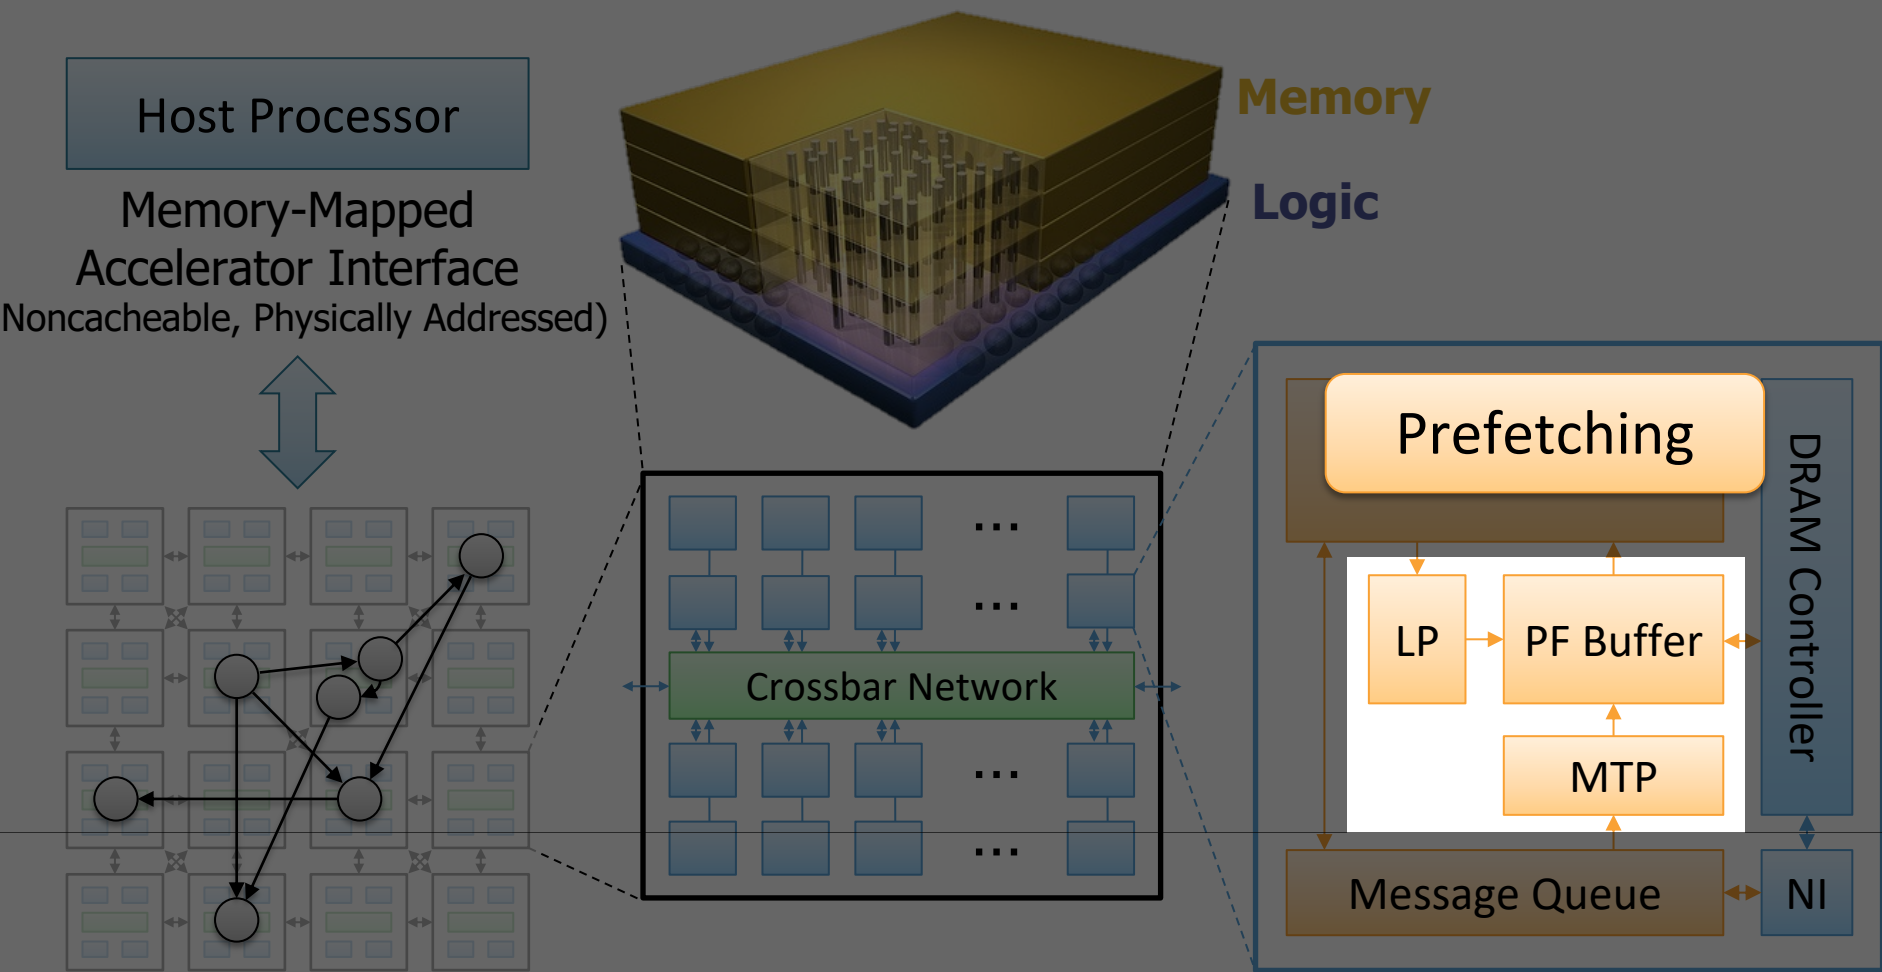 Host Processor
Memory-Mapped
Accelerator Interface
Noncacheable, Physically Addressed)
Memory
Logic
...
...
Crossbar Network
...
...
Prefetching
DRAM Controller
LP
PF Buffer
MTP
Message Queue
NI